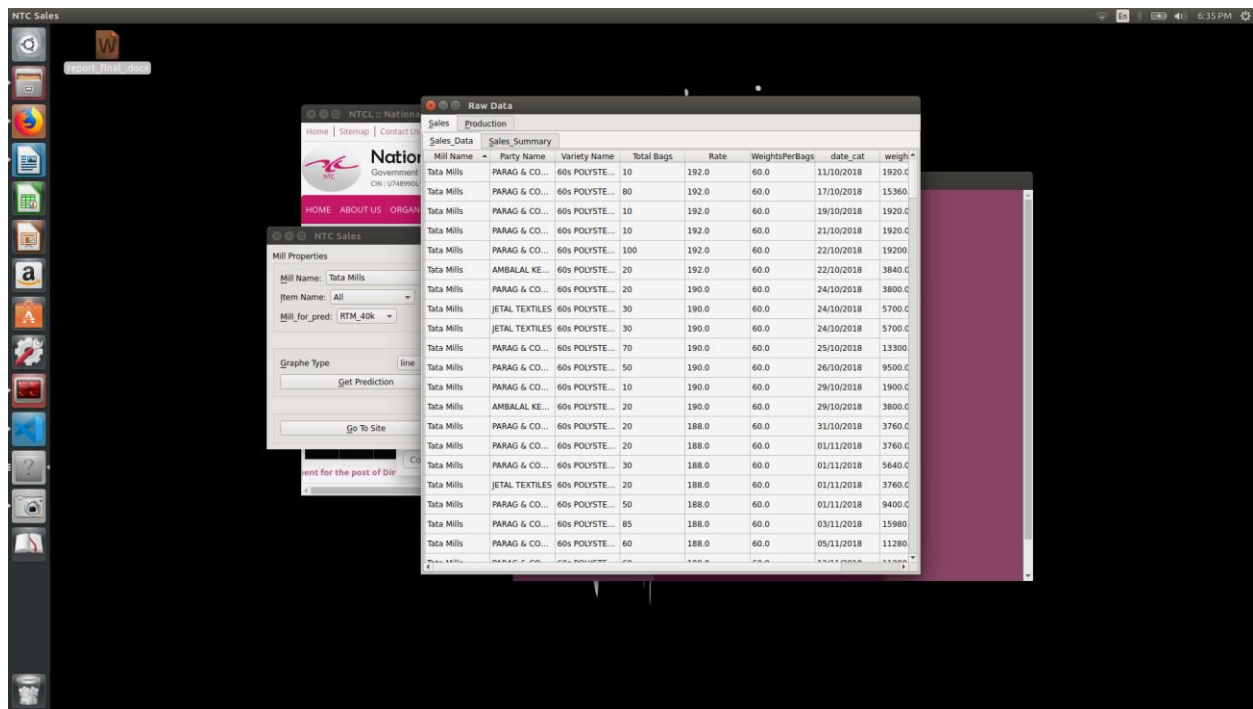 NTC Sales
En
6:35 PM
report_final_.docx
NTCL :: Nationa
Home | Sitemap | Contact Us
NTC
Nation
Government
CIN : U74899DL
HOME ABOUT US ORGAN
NTC Sales
Mill Properties
Mill Name: Tata Mills
Item Name: All
Mill_for_pred: RTM_40k
Graphe Type line
Get Prediction
Go To Site
Co
ment for the post of Dir
Raw Data
Sales Production
Sales_Data Sales_Summary
Mill Name Party Name Variety Name Total Bags Rate WeightsPerBags date_cat weigh
Tata Mills PARAG & CO... 60s POLYSTE... 10 192.0 60.0 11/10/2018 1920.0
Tata Mills PARAG & CO... 60s POLYSTE... 80 192.0 60.0 17/10/2018 15360.
Tata Mills PARAG & CO... 60s POLYSTE... 10 192.0 60.0 19/10/2018 1920.0
Tata Mills PARAG & CO... 60s POLYSTE... 10 192.0 60.0 21/10/2018 1920.0
Tata Mills PARAG & CO... 60s POLYSTE... 100 192.0 60.0 22/10/2018 19200.
Tata Mills AMBALAL KE... 60s POLYSTE... 20 192.0 60.0 22/10/2018 3840.0
Tata Mills PARAG & CO... 60s POLYSTE... 20 190.0 60.0 24/10/2018 3800.0
Tata Mills JETAL TEXTILES 60s POLYSTE... 30 190.0 60.0 24/10/2018 5700.0
Tata Mills JETAL TEXTILES 60s POLYSTE... 30 190.0 60.0 24/10/2018 5700.0
Tata Mills PARAG & CO... 60s POLYSTE... 70 190.0 60.0 25/10/2018 13300.
Tata Mills PARAG & CO... 60s POLYSTE... 50 190.0 60.0 26/10/2018 9500.0
Tata Mills PARAG & CO... 60s POLYSTE... 10 190.0 60.0 29/10/2018 1900.0
Tata Mills AMBALAL KE... 60s POLYSTE... 20 190.0 60.0 29/10/2018 3800.0
Tata Mills PARAG & CO... 60s POLYSTE... 20 188.0 60.0 31/10/2018 3760.0
Tata Mills PARAG & CO... 60s POLYSTE... 20 188.0 60.0 01/11/2018 3760.0
Tata Mills PARAG & CO... 60s POLYSTE... 30 188.0 60.0 01/11/2018 5640.0
Tata Mills JETAL TEXTILES 60s POLYSTE... 20 188.0 60.0 01/11/2018 3760.0
Tata Mills PARAG & CO... 60s POLYSTE... 50 188.0 60.0 01/11/2018 9400.0
Tata Mills PARAG & CO... 60s POLYSTE... 85 188.0 60.0 03/11/2018 15980.
Tata Mills PARAG & CO... 60s POLYSTE... 60 188.0 60.0 05/11/2018 11280.